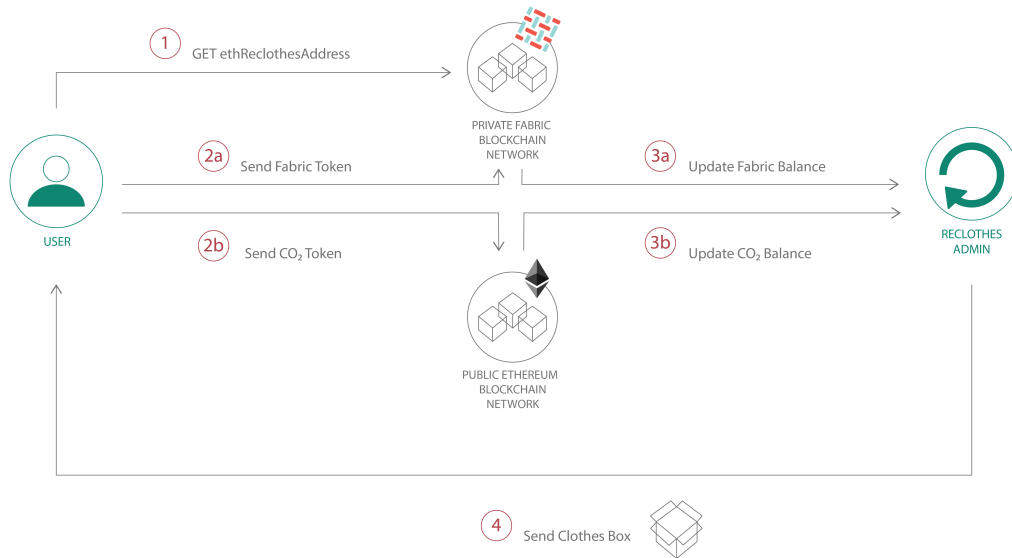 1
GET ethReclothesAddress
PRIVATE FABRIC
BLOCKCHAIN
NETWORK
2a
Send Fabric Token
3a
Update Fabric Balance
USER
2b
Send CO₂ Token
3b
Update CO₂ Balance
RECLOTHES
ADMIN
PUBLIC ETHEREUM
BLOCKCHAIN
NETWORK
4
Send Clothes Box